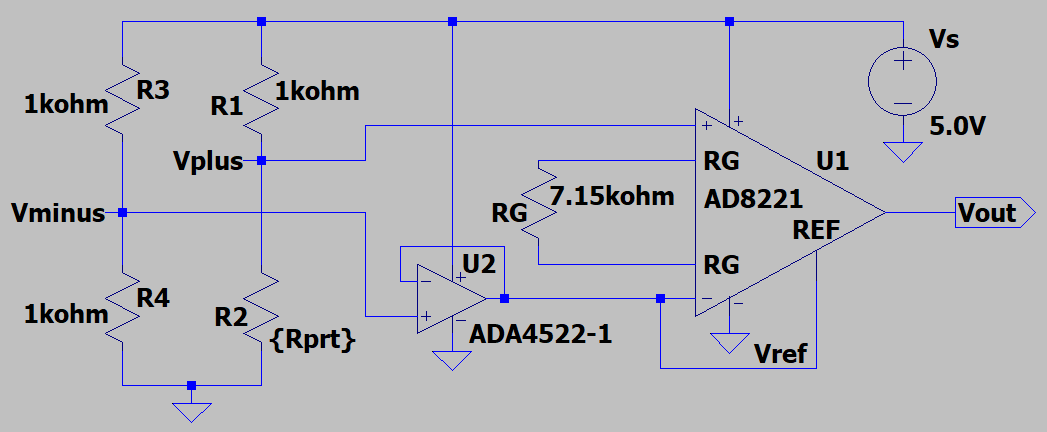 Vs
R3
1kohm
R1
1kohm
5.0V
Vplus
RG
U1
7.15kohm
AD8221
Vminus
RG
Vout
REF
U2
RG
R4
1kohm
R2
{Rprt}
ADA4522-1
Vref